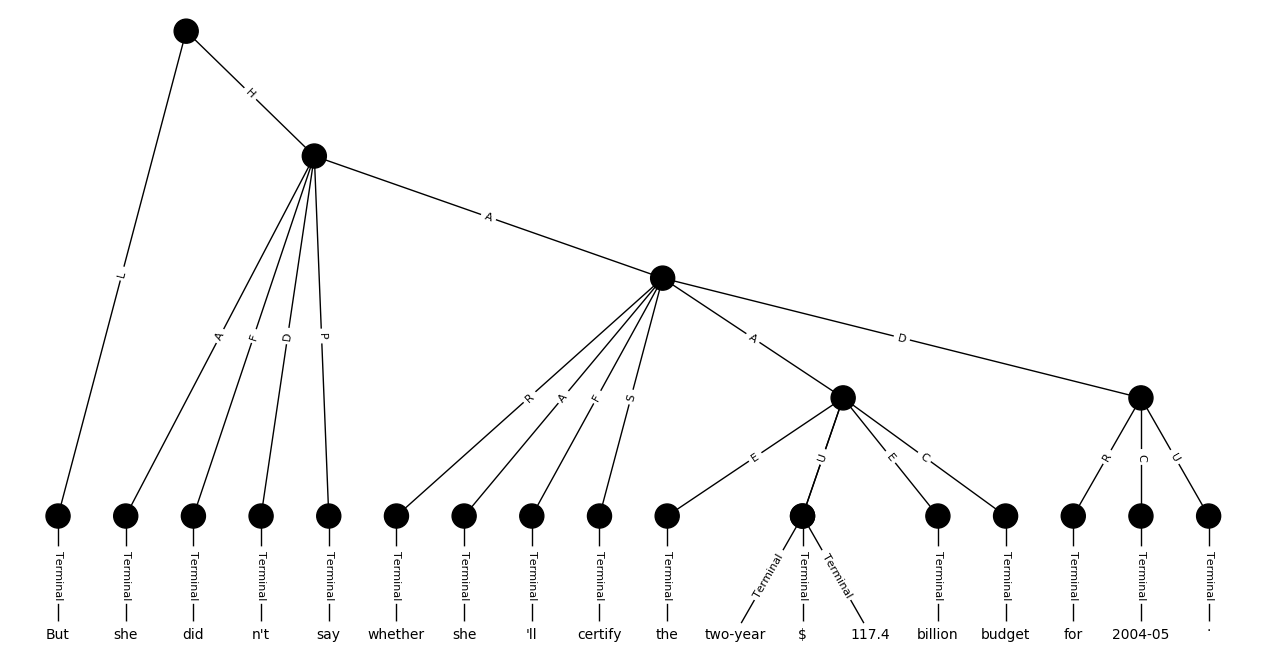 H
A
L
A
F
D
P
A
D
R
A
F
S
E
U
E
C
R
C
U
Terminal Terminal Terminal Terminal Terminal Terminal Terminal Terminal Terminal Terminal Terminal Terminal Terminal Terminal Terminal Terminal Terminal Terminal
But she did n't say whether she 'll certify the two-year $ 117.4 billion budget for 2004-05 .